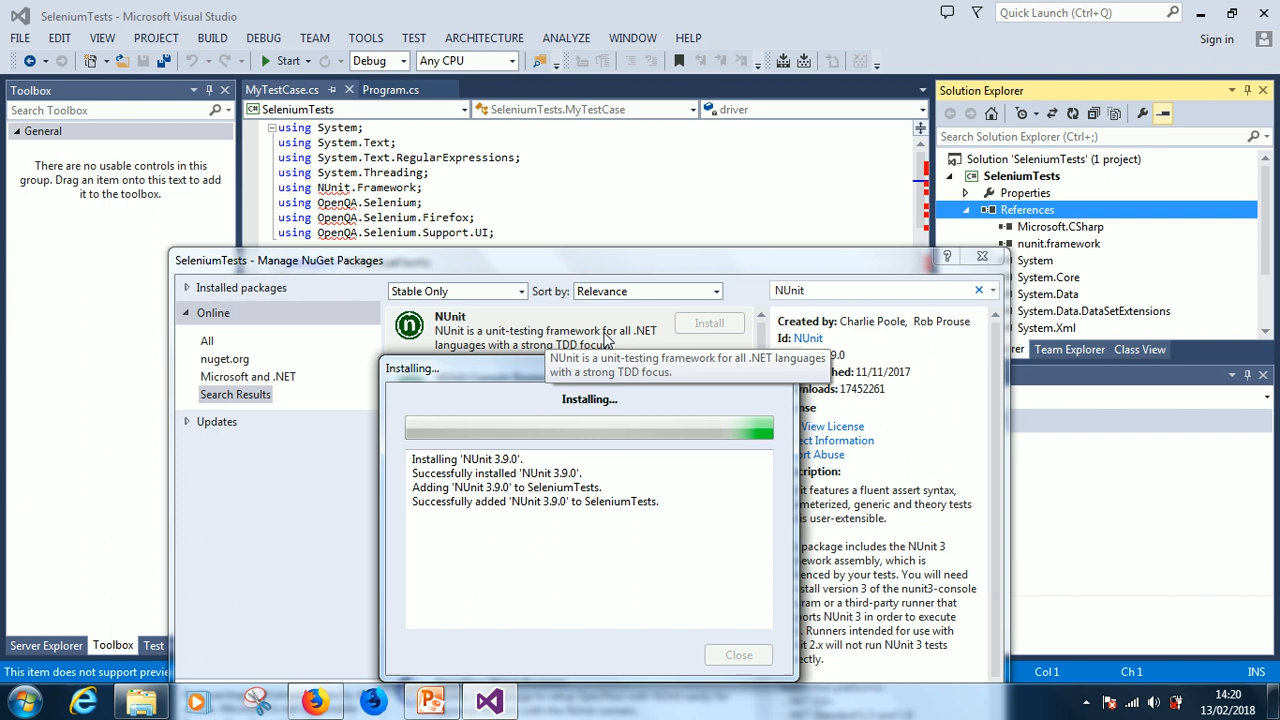 SeleniumTests - Microsoft Visual Studio
Quick Launch (Ctrl+Q)
FILE EDIT VIEW PROJECT BUILD DEBUG TEAM TOOLS TEST ARCHITECTURE ANALYZE WINDOW HELP
Sign in
Start Debug Any CPU
Toolbox
Search Toolbox
General
There are no usable controls in this
group. Drag an item onto this text to add
it to the toolbox.
MyTestCase.cs Program.cs
SeleniumTests SeleniumTests.MyTestCase driver
using System;
using System.Text;
using System.Text.RegularExpressions;
using System.Threading;
using NUnit.Framework;
using OpenQA.Selenium;
using OpenQA.Selenium.Firefox;
using OpenQA.Selenium.Support.UI;
Solution Explorer
Search Solution Explorer (Ctrl+;)
Solution 'SeleniumTests' (1 project)
SeleniumTests
Properties
References
Microsoft.CSharp
nunit.framework
System
System.Core
System.Data
System.Data.DataSetExtensions
System.Xml
Team Explorer Class View
SeleniumTests - Manage NuGet Packages
Installed packages
Online
All
nuget.org
Microsoft and .NET
Search Results
Updates
Stable Only Sort by: Relevance
NUnit
NUnit
NUnit is a unit-testing framework for all .NET
languages with a strong TDD focus.
Install
NUnit is a unit-testing framework for all .NET languages
with a strong TDD focus.
Created by: Charlie Poole, Rob Prouse
Id: NUnit
11/11/2017
17452261
View License
Abuse
Installing...
Installing...
Installing 'NUnit 3.9.0'.
Successfully installed 'NUnit 3.9.0'.
Adding 'NUnit 3.9.0' to SeleniumTests.
Successfully added 'NUnit 3.9.0' to SeleniumTests.
Close
features a fluent assert syntax,
generic and theory tests
is user-extensible.
package includes the NUnit 3
assembly, which is
by your tests. You will need
version 3 of the nunit3-console
or a third-party runner that
NUnit 3 in order to execute
Runners intended for use with
2.x will not run NUnit 3 tests
Server Explorer Toolbox Test
This item does not support
Col 1 Ch 1 INS
14:20
13/02/2018